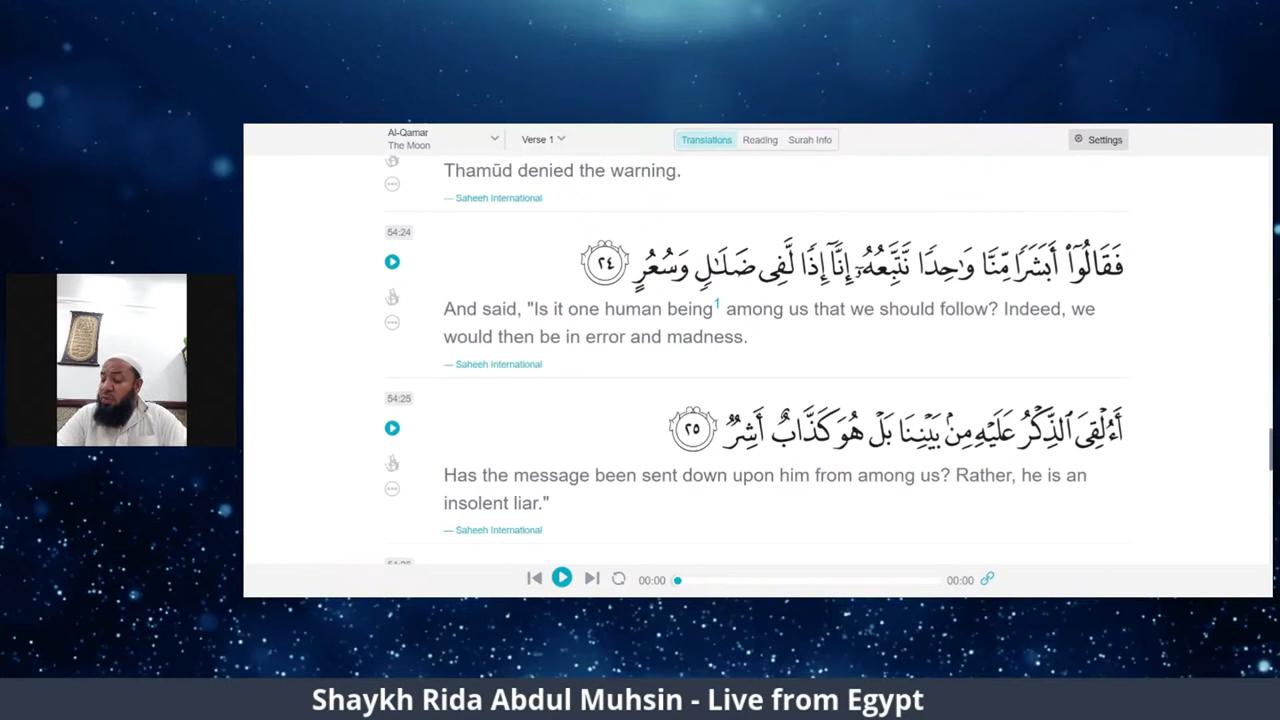 Al-Qamar
The Moon
Verse 1
Translations
Reading
Surah Info
Settings
Thamūd denied the warning.
— Saheeh International
54:24
فَقَالُوٓا۟ أَبَشَرًا مِّنَّا وَٰحِدًا نَّتَّبِعُهُۥٓ إِنَّآ إِذًا لَّفِى ضَلَٰلٍ وَسُعُرٍ ٢٤
And said, "Is it one human being1 among us that we should follow? Indeed, we
would then be in error and madness.
— Saheeh International
54:25
أَءُلْقِىَ ٱلذِّكْرُ عَلَيْهِ مِنۢ بَيْنِنَا بَلْ هُوَ كَذَّابٌ أَشِرٌ ٢٥
Has the message been sent down upon him from among us? Rather, he is an
insolent liar."
— Saheeh International
00:00
00:00
Shaykh Rida Abdul Muhsin - Live from Egypt